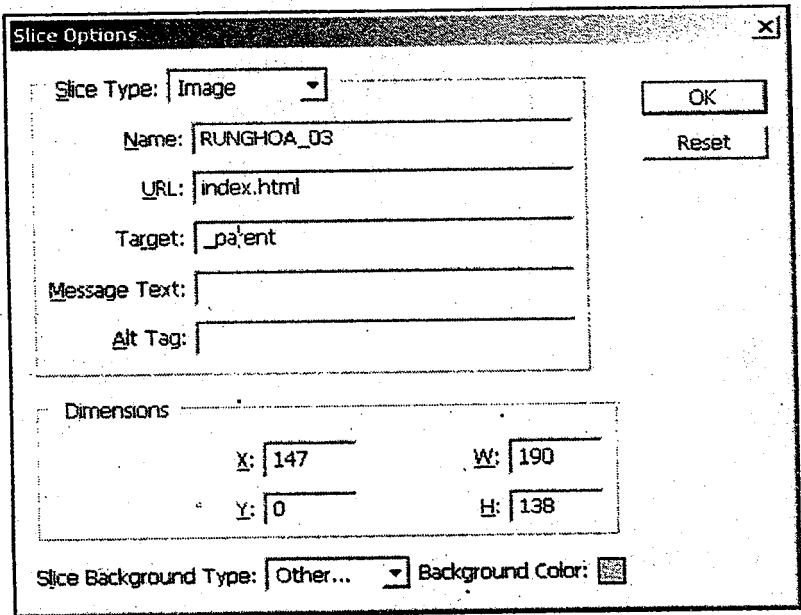 Slice Options
Slice Type: Image
OK
Name: RUNGHOA_03
Reset
URL: index.html
Target: _parent
Message Text:
Alt Tag:
Dimensions
X: 147 W: 190
Y: 0 H: 138
Slice Background Type: Other... Background Color: